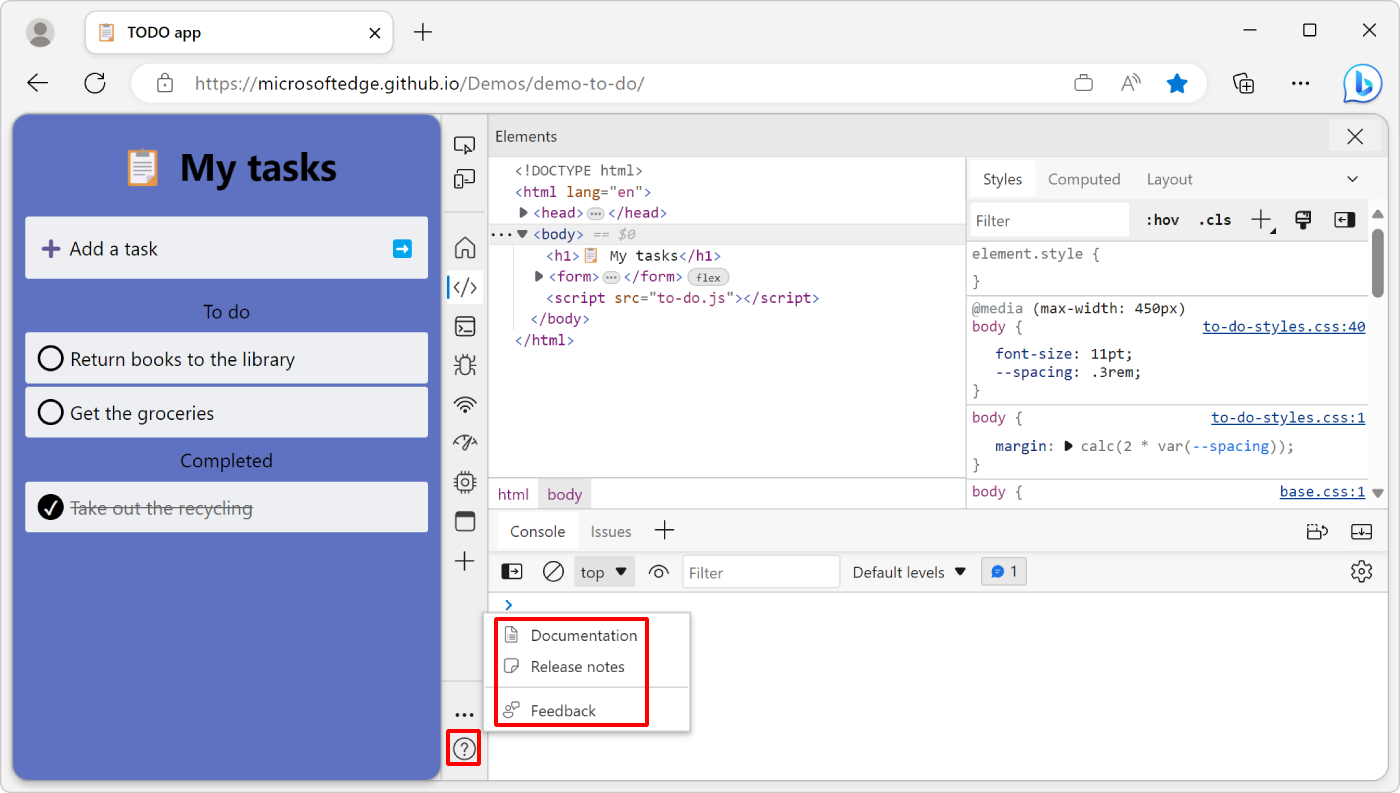 TODO app
https://microsoftedge.github.io/Demos/demo-to-do/
My tasks
Add a task
To do
Return books to the library
Get the groceries
Completed
Take out the recycling
Elements
<!DOCTYPE html>
<html lang="en">
<head> ··· </head>
··· <body> == $0
<h1>📋 My tasks</h1>
<form> ··· </form> flex
<script src="to-do.js"></script>
</body>
</html>
html body
Styles Computed Layout
Filter :hov .cls
element.style {
}
@media (max-width: 450px)
body { to-do-styles.css:40
font-size: 11pt;
--spacing: .3rem;
}
body { to-do-styles.css:1
margin: ▶ calc(2 * var(--spacing));
}
body { base.css:1
Console Issues
top ▼ Filter Default levels ▼ 1
Documentation
Release notes
Feedback